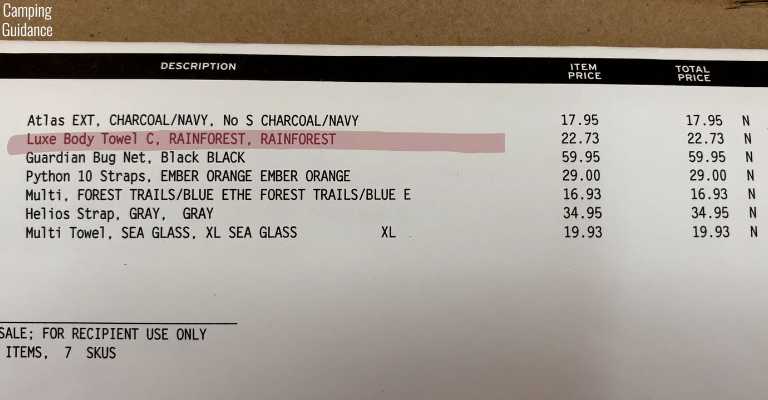 Camping
Guidance
DESCRIPTION ITEM PRICE TOTAL PRICE
Atlas EXT, CHARCOAL/NAVY, No S CHARCOAL/NAVY 17.95 17.95 N
Luxe Body Towel C, RAINFOREST, RAINFOREST 22.73 22.73 N
Guardian Bug Net, Black BLACK 59.95 59.95 N
Python 10 Straps, EMBER ORANGE EMBER ORANGE 29.00 29.00 N
Multi, FOREST TRAILS/BLUE ETHE FOREST TRAILS/BLUE E 16.93 16.93 N
Helios Strap, GRAY, GRAY 34.95 34.95 N
Multi Towel, SEA GLASS, XL SEA GLASS XL 19.93 19.93 N
SALE; FOR RECIPIENT USE ONLY
ITEMS, 7 SKUS